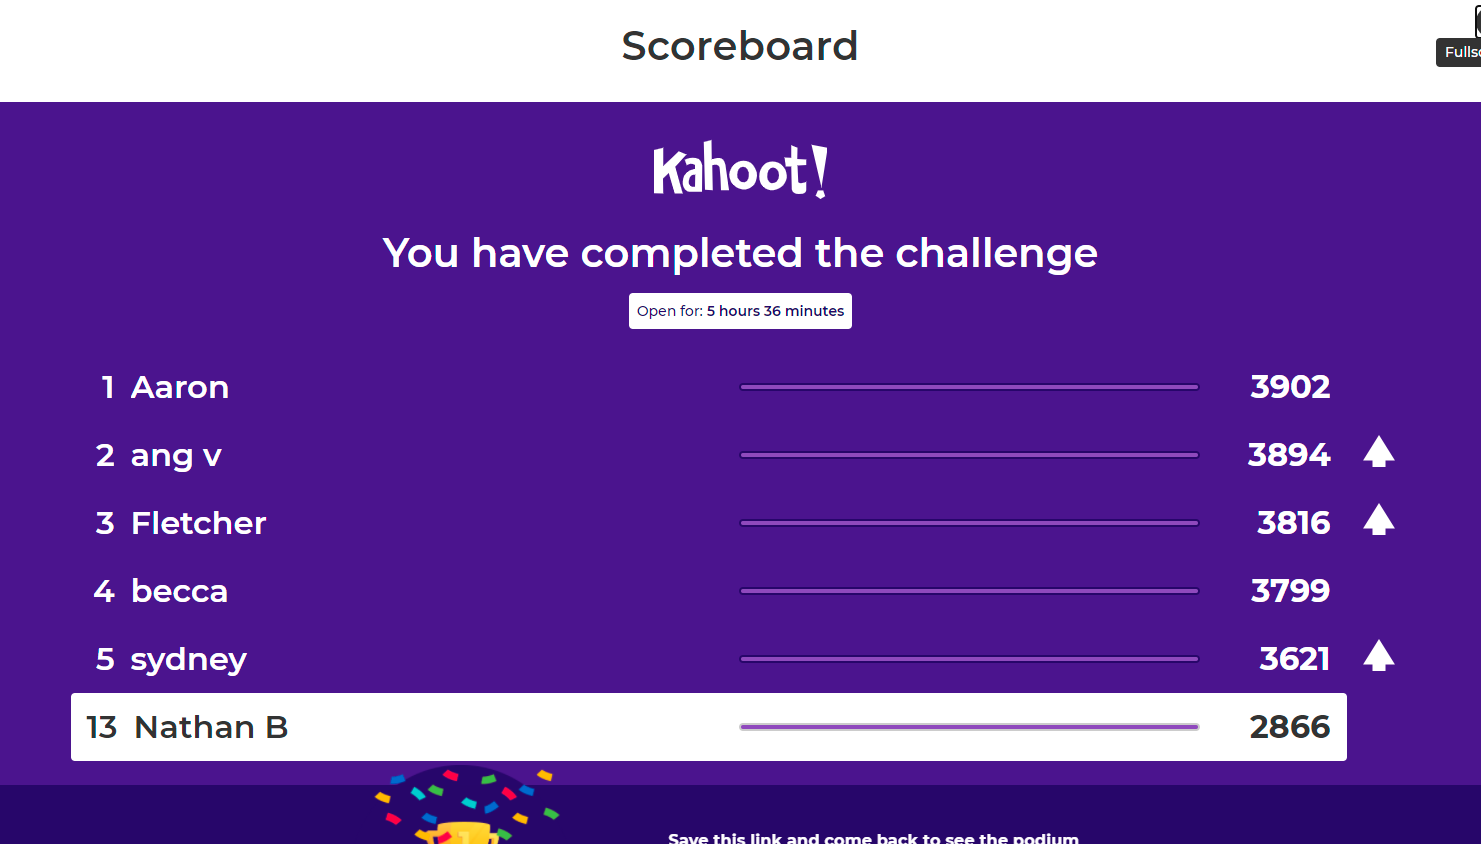 Scoreboard
Kahoot!
You have completed the challenge
Open for: 5 hours 36 minutes
1 Aaron 3902
2 ang v 3894
3 Fletcher 3816
4 becca 3799
5 sydney 3621
13 Nathan B 2866
1
Save this link and come back to see the podium